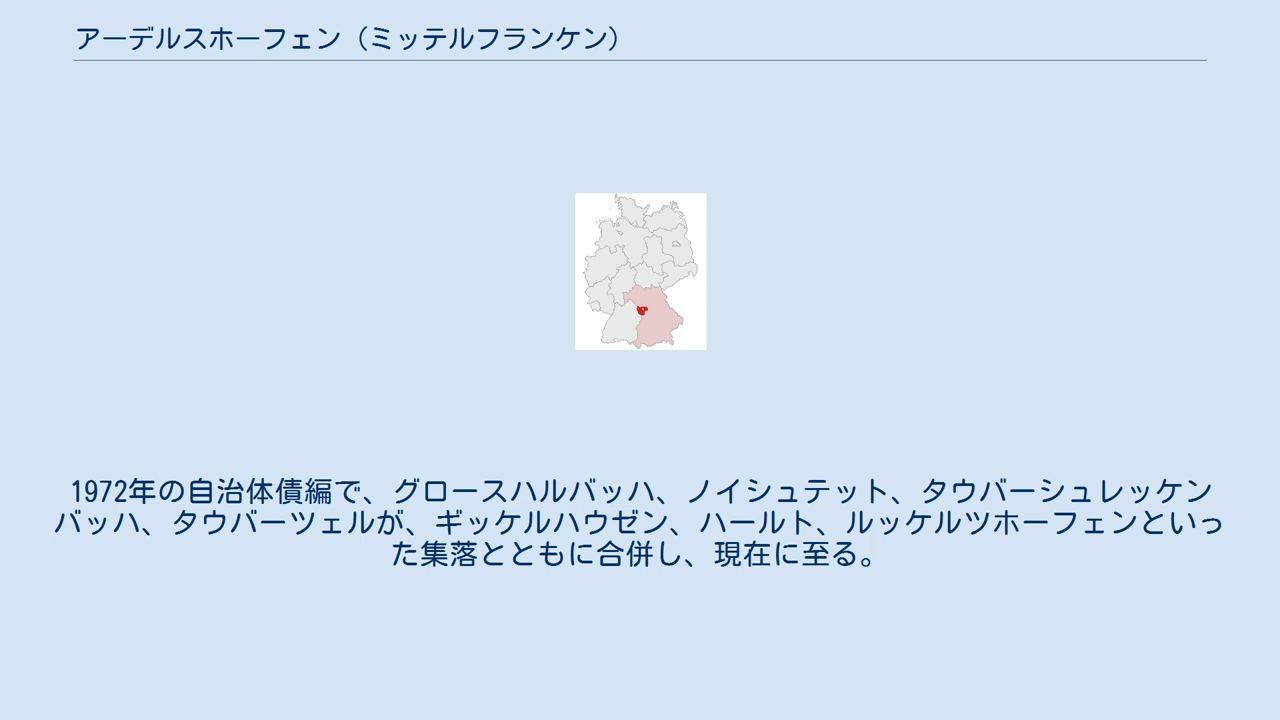 アーデルスホーフェン（ミッテルフランケン）
1972年の自治体債編で、グロースハルバッハ、ノイシュテット、タウバーシュレッケン
バッハ、タウバーツェルが、ギッケルハウゼン、ハールト、ルッケルツホーフェンといっ
た集落とともに合併し、現在に至る。